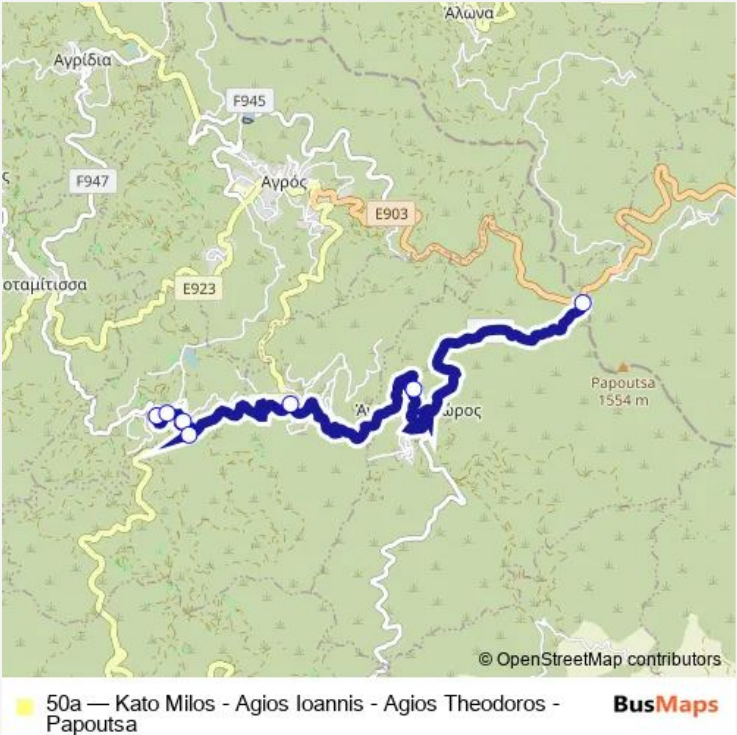 Άλωνα
Αγρίδια
F945
ς
F947
Αγρός
E903
οταμίτισσα
E923
Papoutsa
1554 m
ώρος
© OpenStreetMap contributors
50a — Kato Milos - Agios Ioannis - Agios Theodoros -
Papoutsa
BusMaps